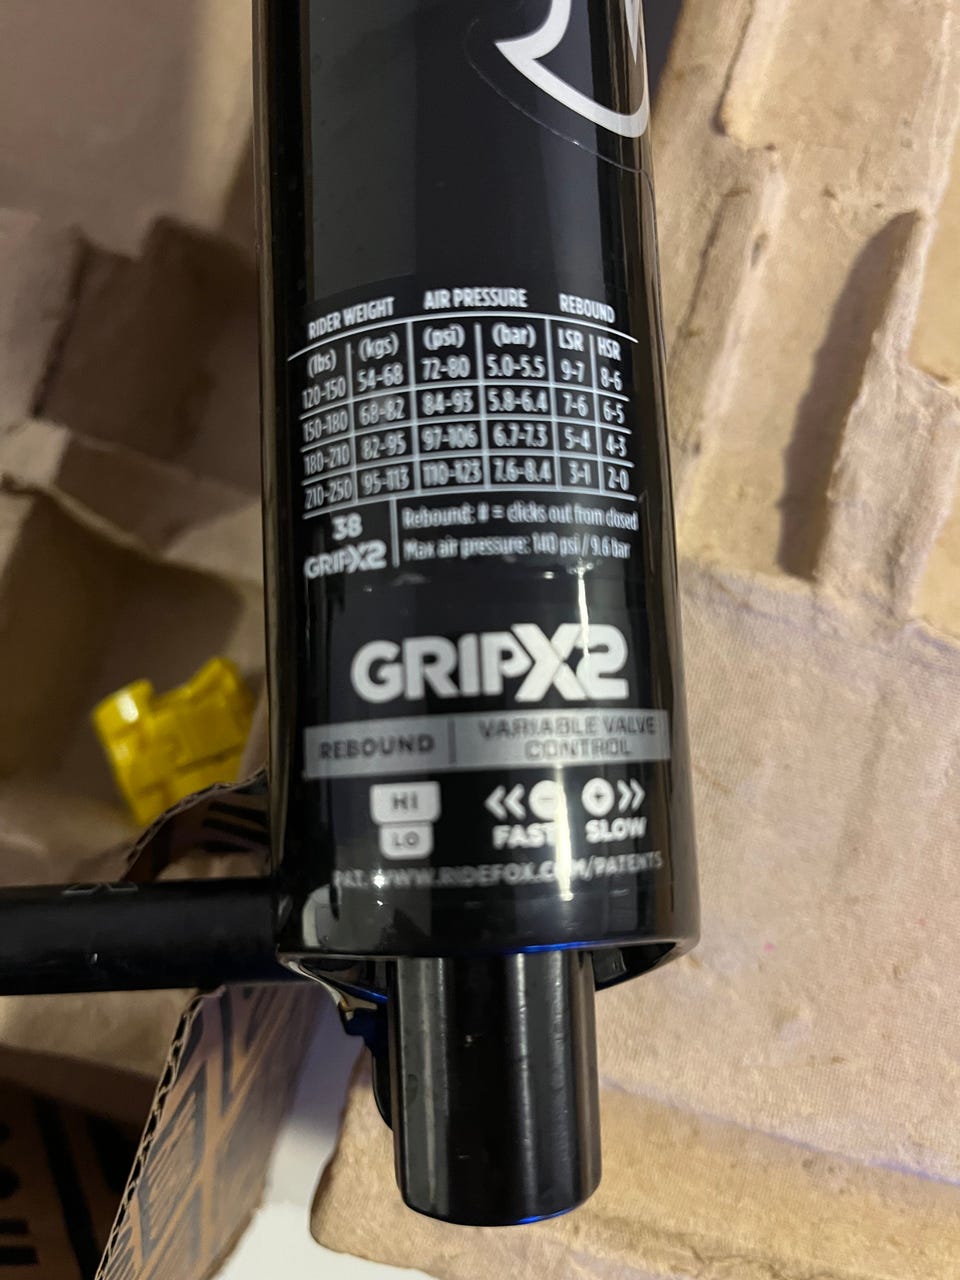 RIDER WEIGHT AIR PRESSURE REBOUND
(lbs) (kgs) (psi) (bar) LSR HSR
120-150 54-68 72-80 5.0-5.5 9-7 8-6
150-180 68-82 84-93 5.8-6.4 7-6 6-5
180-210 82-95 97-106 6.7-7.3 5-4 4-3
210-250 95-113 110-123 7.6-8.4 3-1 2-0
38
GRIPX2
Rebound: # = clicks out from closed
Max air pressure: 140 psi / 9.6 bar
GRIPX2
REBOUND VARIABLE VALVE
CONTROL
HI
LO
<< - + >>
FAST SLOW
PAT. WWW.RIDEFOX.COM/PATENTS